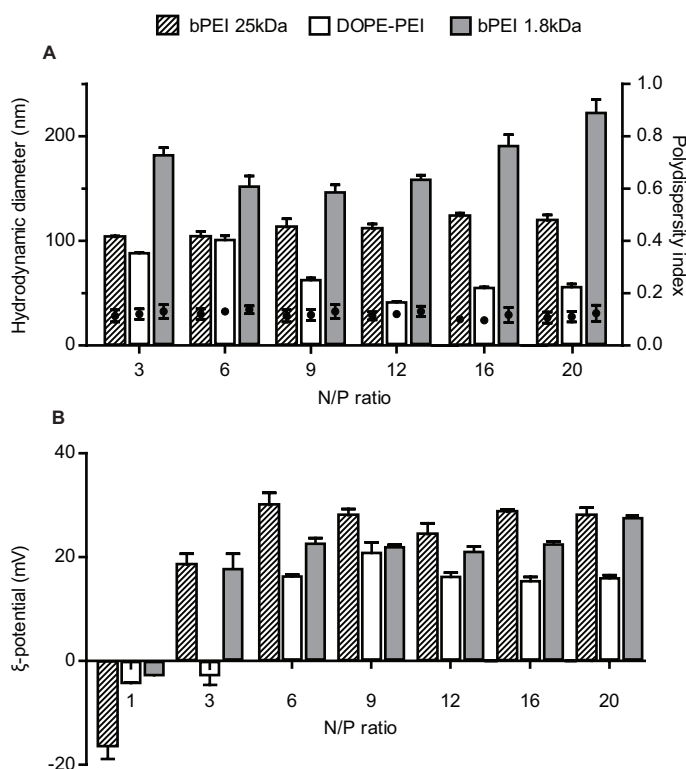 bPEI 25kDa DOPE-PEI bPEI 1.8kDa
A
Hydrodynamic diameter (nm)
200
100
0
1.0
0.8
0.6
0.4
0.2
0.0
Polydispersity index
3 6 9 12 16 20
N/P ratio
B
ξ-potential (mV)
40
20
0
-20
1 3 6 9 12 16 20
N/P ratio